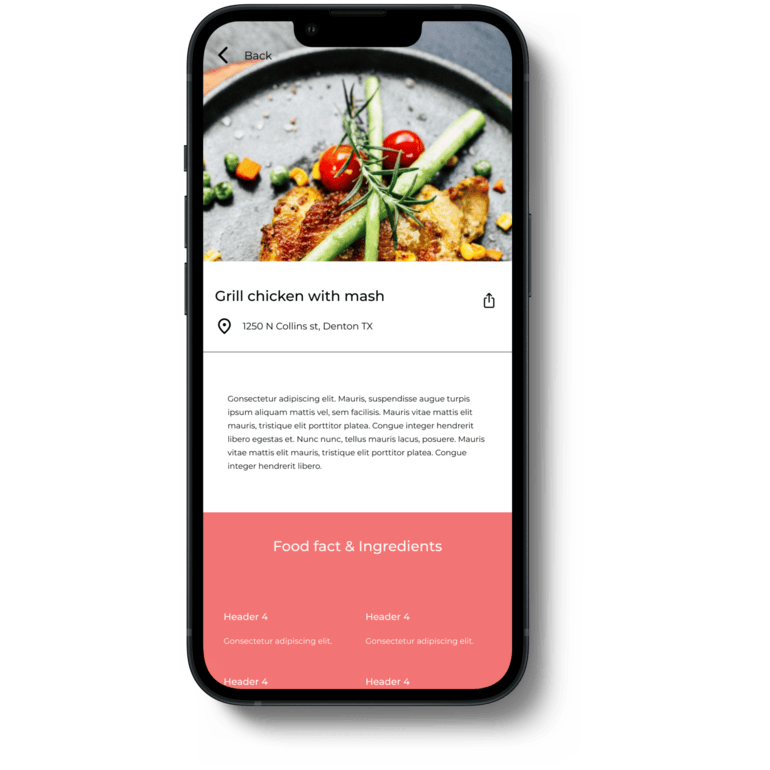 Back
Grill chicken with mash
1250 N Collins st, Denton TX
Gonsectetur adipiscing elit. Mauris, suspendisse augue turpis
ipsum aliquam mattis vel, sem facilisis. Mauris vitae mattis elit
mauris, tristique elit porttitor platea. Congue integer hendrerit
libero egestas et. Nunc nunc, tellus mauris lacus, posuere. Mauris
vitae mattis elit mauris, tristique elit porttitor platea. Congue
integer hendrerit libero.
Food fact & Ingredients
Header 4 Header 4
Gonsectetur adipiscing elit. Gonsectetur adipiscing elit.
Header 4 Header 4